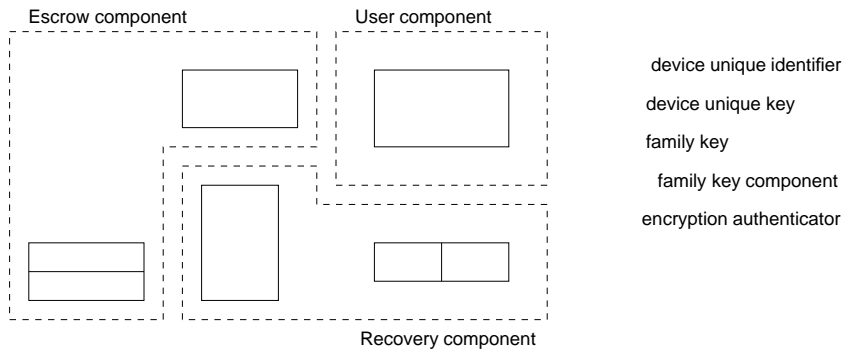 Escrow component
User component
device unique identifier
device unique key
family key
family key component
encryption authenticator
Recovery component